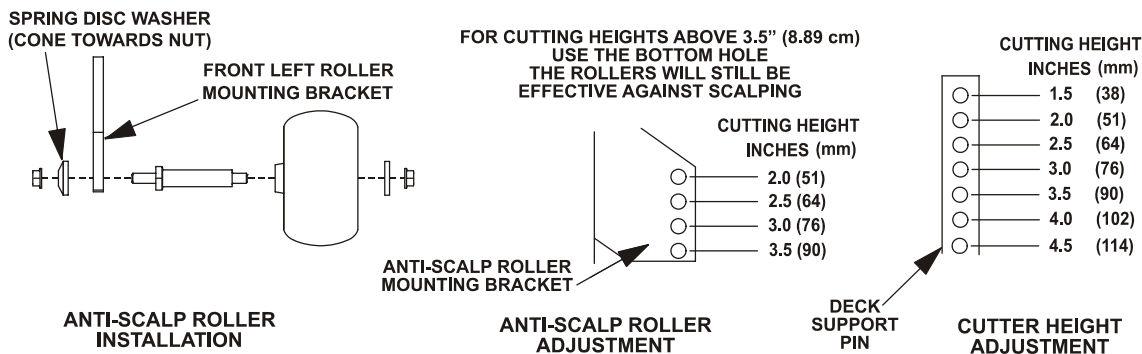 SPRING DISC WASHER
(CONE TOWARDS NUT)
FRONT LEFT ROLLER
MOUNTING BRACKET
ANTI-SCALP ROLLER
INSTALLATION
FOR CUTTING HEIGHTS ABOVE 3.5” (8.89 cm)
USE THE BOTTOM HOLE
THE ROLLERS WILL STILL BE
EFFECTIVE AGAINST SCALPING
CUTTING HEIGHT
INCHES (mm)
2.0 (51)
2.5 (64)
3.0 (76)
3.5 (90)
ANTI-SCALP ROLLER
MOUNTING BRACKET
ANTI-SCALP ROLLER
ADJUSTMENT
CUTTING HEIGHT
INCHES (mm)
1.5 (38)
2.0 (51)
2.5 (64)
3.0 (76)
3.5 (90)
4.0 (102)
4.5 (114)
DECK
SUPPORT
PIN
CUTTER HEIGHT
ADJUSTMENT